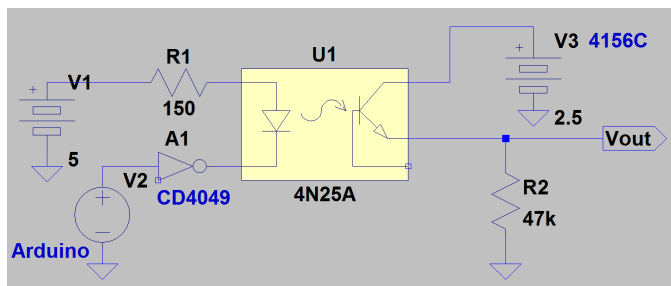 U1
V3 4156C
V1
R1
150
2.5
Vout
A1
5
V2
CD4049
4N25A
R2
47k
Arduino